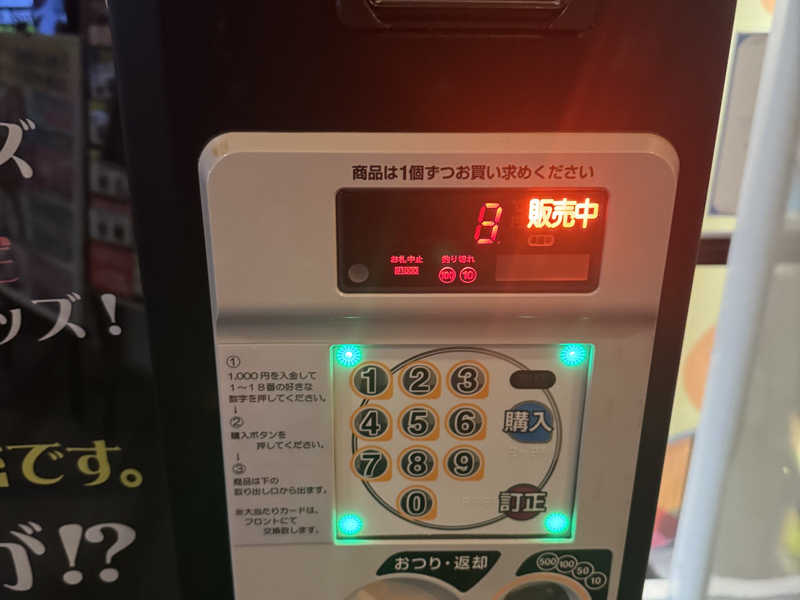 商品は1個ずつお買い求めください
8
販売中
お札中止
1000
釣り切れ
100 10
①
1,000円を入金して
1～18番の好きな
数字を押してください。
↓
②
購入ボタンを
押してください。
↓
③
商品は下の
取り出し口から出ます。
※大当たりカードは、
フロントにて
交換致します。
1 2 3
4 5 6
購入
7 8 9
0
訂正
おつり・返却
500 100 50 10
ズ
ッズ！
です。
が!?